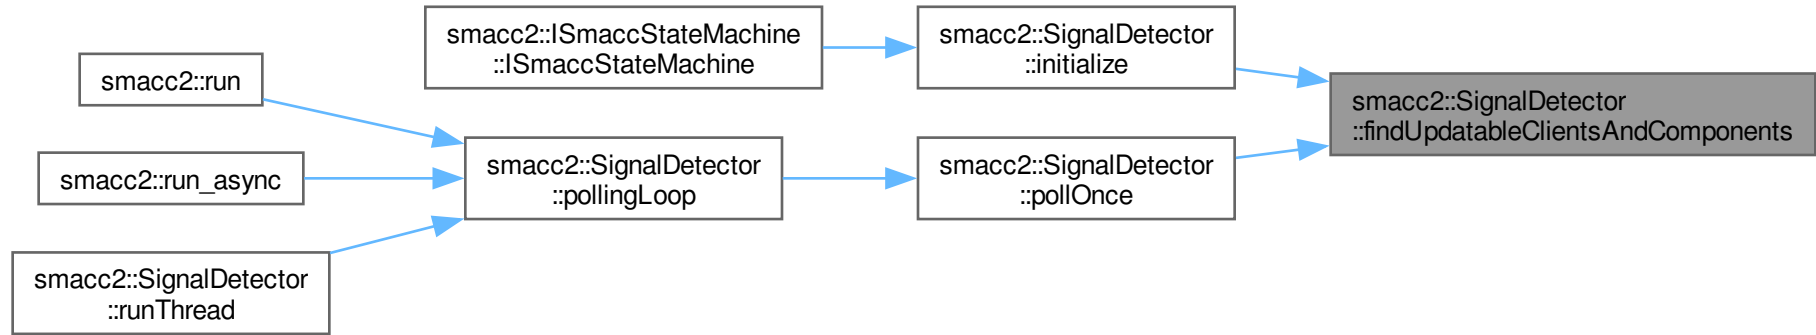 smacc2::run
smacc2::run_async
smacc2::SignalDetector
::runThread
smacc2::ISmaccStateMachine
::ISmaccStateMachine
smacc2::SignalDetector
::pollingLoop
smacc2::SignalDetector
::initialize
smacc2::SignalDetector
::pollOnce
smacc2::SignalDetector
::findUpdatableClientsAndComponents